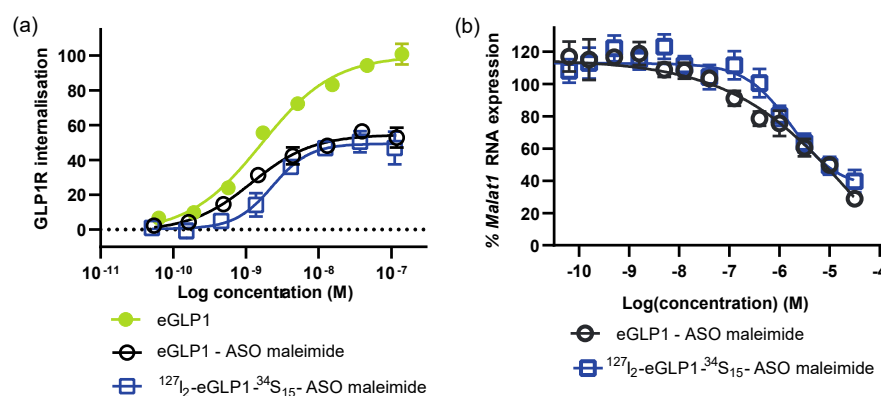 (a)
GLP1R internalisation
100
80
60
40
20
0
10⁻¹¹ 10⁻¹⁰ 10⁻⁹ 10⁻⁸ 10⁻⁷
Log concentration (M)
eGLP1
eGLP1 - ASO maleimide
¹²⁷I₂-eGLP1-³⁴S₁₅- ASO maleimide
(b)
% Malat1 RNA expression
120
100
80
60
40
20
0
-10 -9 -8 -7 -6 -5 -4
Log(concentration) (M)
eGLP1 - ASO maleimide
¹²⁷I₂-eGLP1-³⁴S₁₅- ASO maleimide